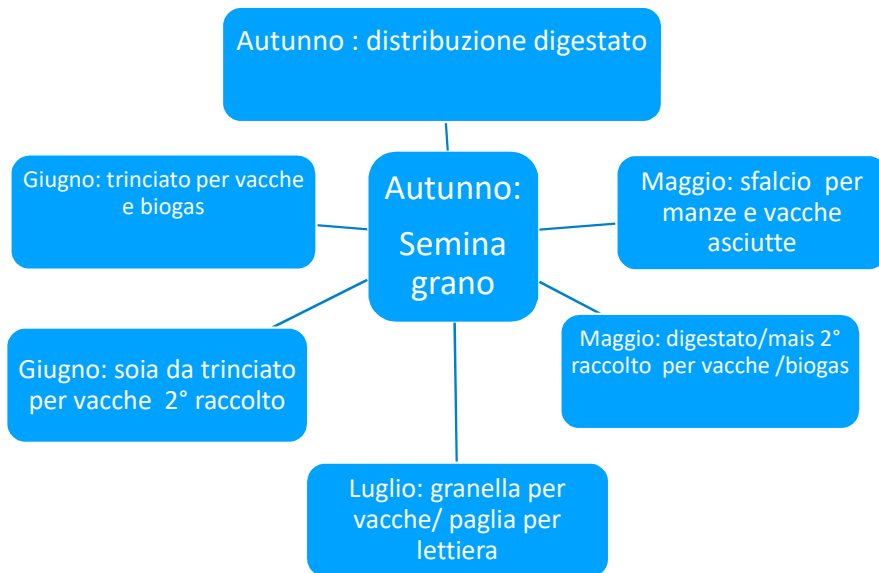 Autunno : distribuzione digestato
Giugno: trinciato per vacche
e biogas
Autunno:
Semina
grano
Maggio: sfalcio per
manze e vacche
asciutte
Giugno: soia da trinciato
per vacche 2° raccolto
Maggio: digestato/mais 2°
raccolto per vacche /biogas
Luglio: granella per
vacche/ paglia per
lettiera